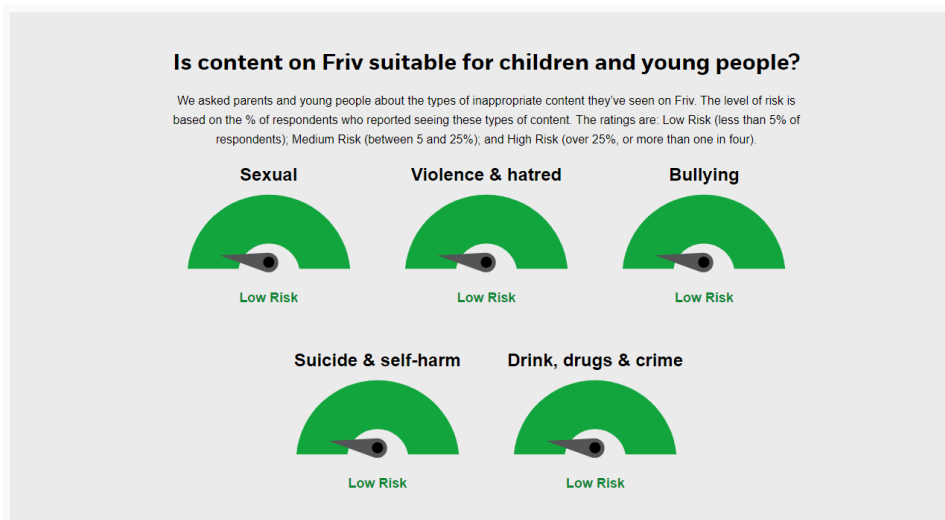 Is content on Friv suitable for children and young people?
We asked parents and young people about the types of inappropriate content they've seen on Friv. The level of risk is
based on the % of respondents who reported seeing these types of content. The ratings are: Low Risk (less than 5% of
respondents); Medium Risk (between 5 and 25%); and High Risk (over 25%, or more than one in four).
Sexual
Violence & hatred
Bullying
Low Risk
Low Risk
Low Risk
Suicide & self-harm
Drink, drugs & crime
Low Risk
Low Risk